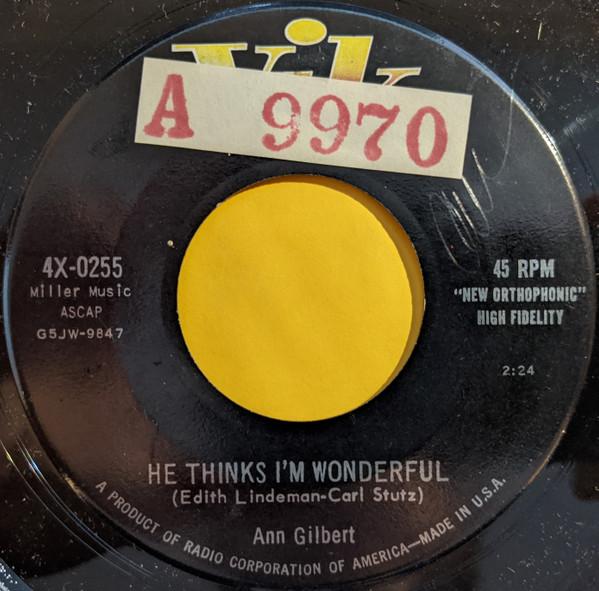 Vik
A 9970
4X-0255
Miller Music
ASCAP
G5JW-9847
45 RPM
"NEW ORTHOPHONIC"
HIGH FIDELITY
2:24
HE THINKS I'M WONDERFUL
(Edith Lindeman-Carl Stutz)
Ann Gilbert
A PRODUCT OF RADIO CORPORATION OF AMERICA—MADE IN U.S.A.